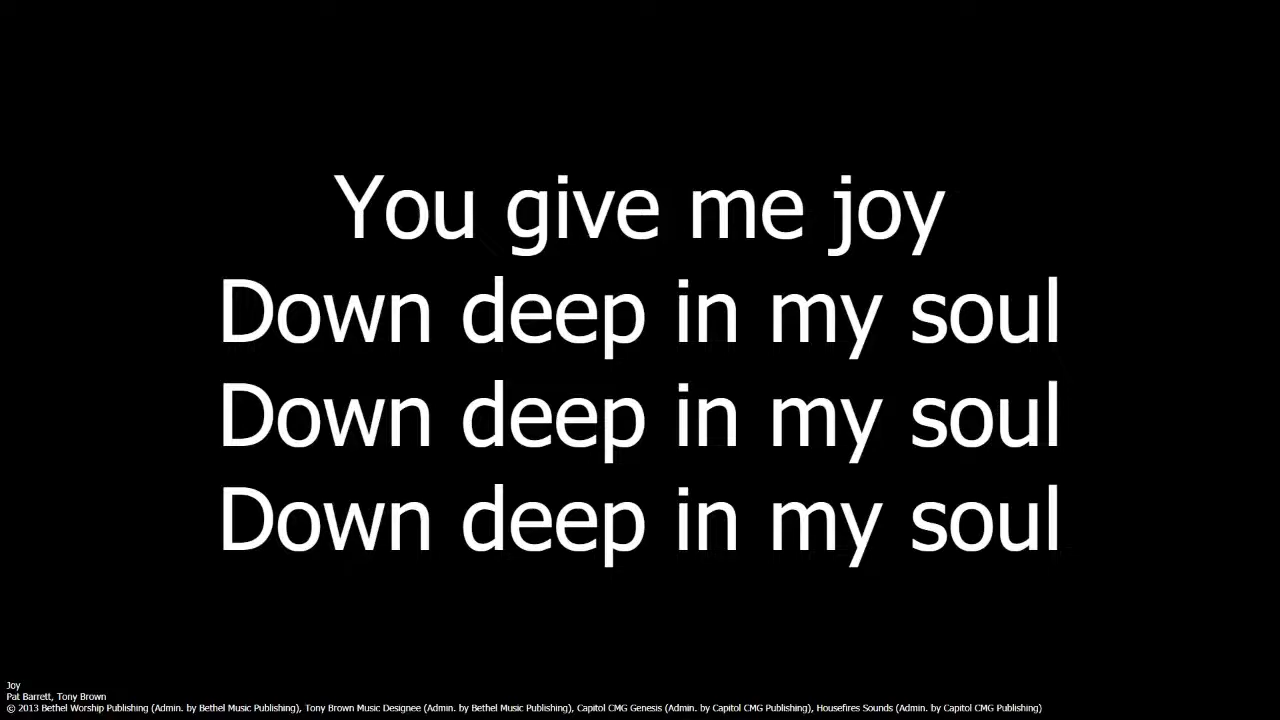 You give me joy
Down deep in my soul
Down deep in my soul
Down deep in my soul
Joy
Pat Barrett, Tony Brown
© 2013 Bethel Worship Publishing (Admin. by Bethel Music Publishing), Tony Brown Music Designee (Admin. by Bethel Music Publishing), Capitol CMG Genesis (Admin. by Capitol CMG Publishing), Housefires Sounds (Admin. by Capitol CMG Publishing)